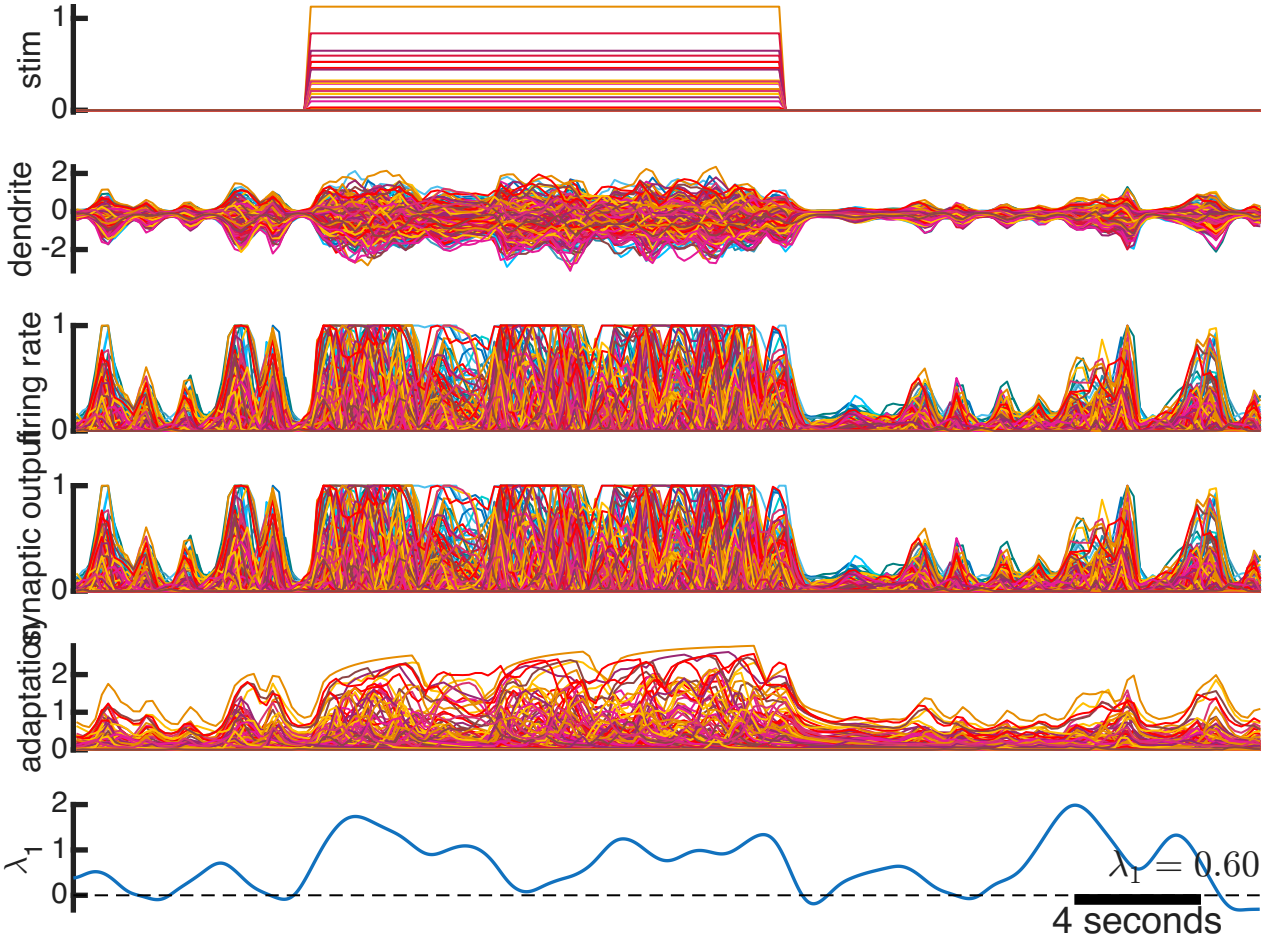 stim
1
0
dendrite
2
0
-2
firing rate
1
0
synaptic output
1
0
adaptation
2
1
0
λ1
2
1
0
λ1 = 0.60
4 seconds